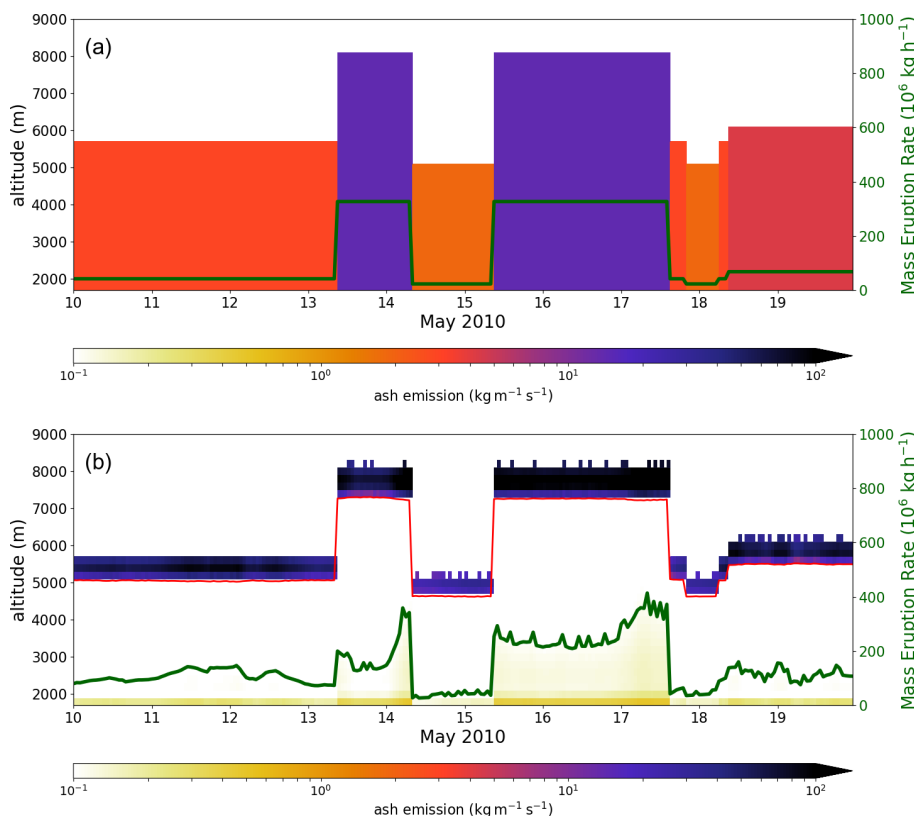 (a)
altitude (m)
9000
8000
7000
6000
5000
4000
3000
2000
Mass Eruption Rate (10⁶ kg h⁻¹)
1000
800
600
400
200
0
10 11 12 13 14 15 16 17 18 19
May 2010
10⁻¹ 10⁰ 10¹ 10²
ash emission (kg m⁻¹ s⁻¹)
(b)
altitude (m)
9000
8000
7000
6000
5000
4000
3000
2000
Mass Eruption Rate (10⁶ kg h⁻¹)
1000
800
600
400
200
0
10 11 12 13 14 15 16 17 18 19
May 2010
10⁻¹ 10⁰ 10¹ 10²
ash emission (kg m⁻¹ s⁻¹)